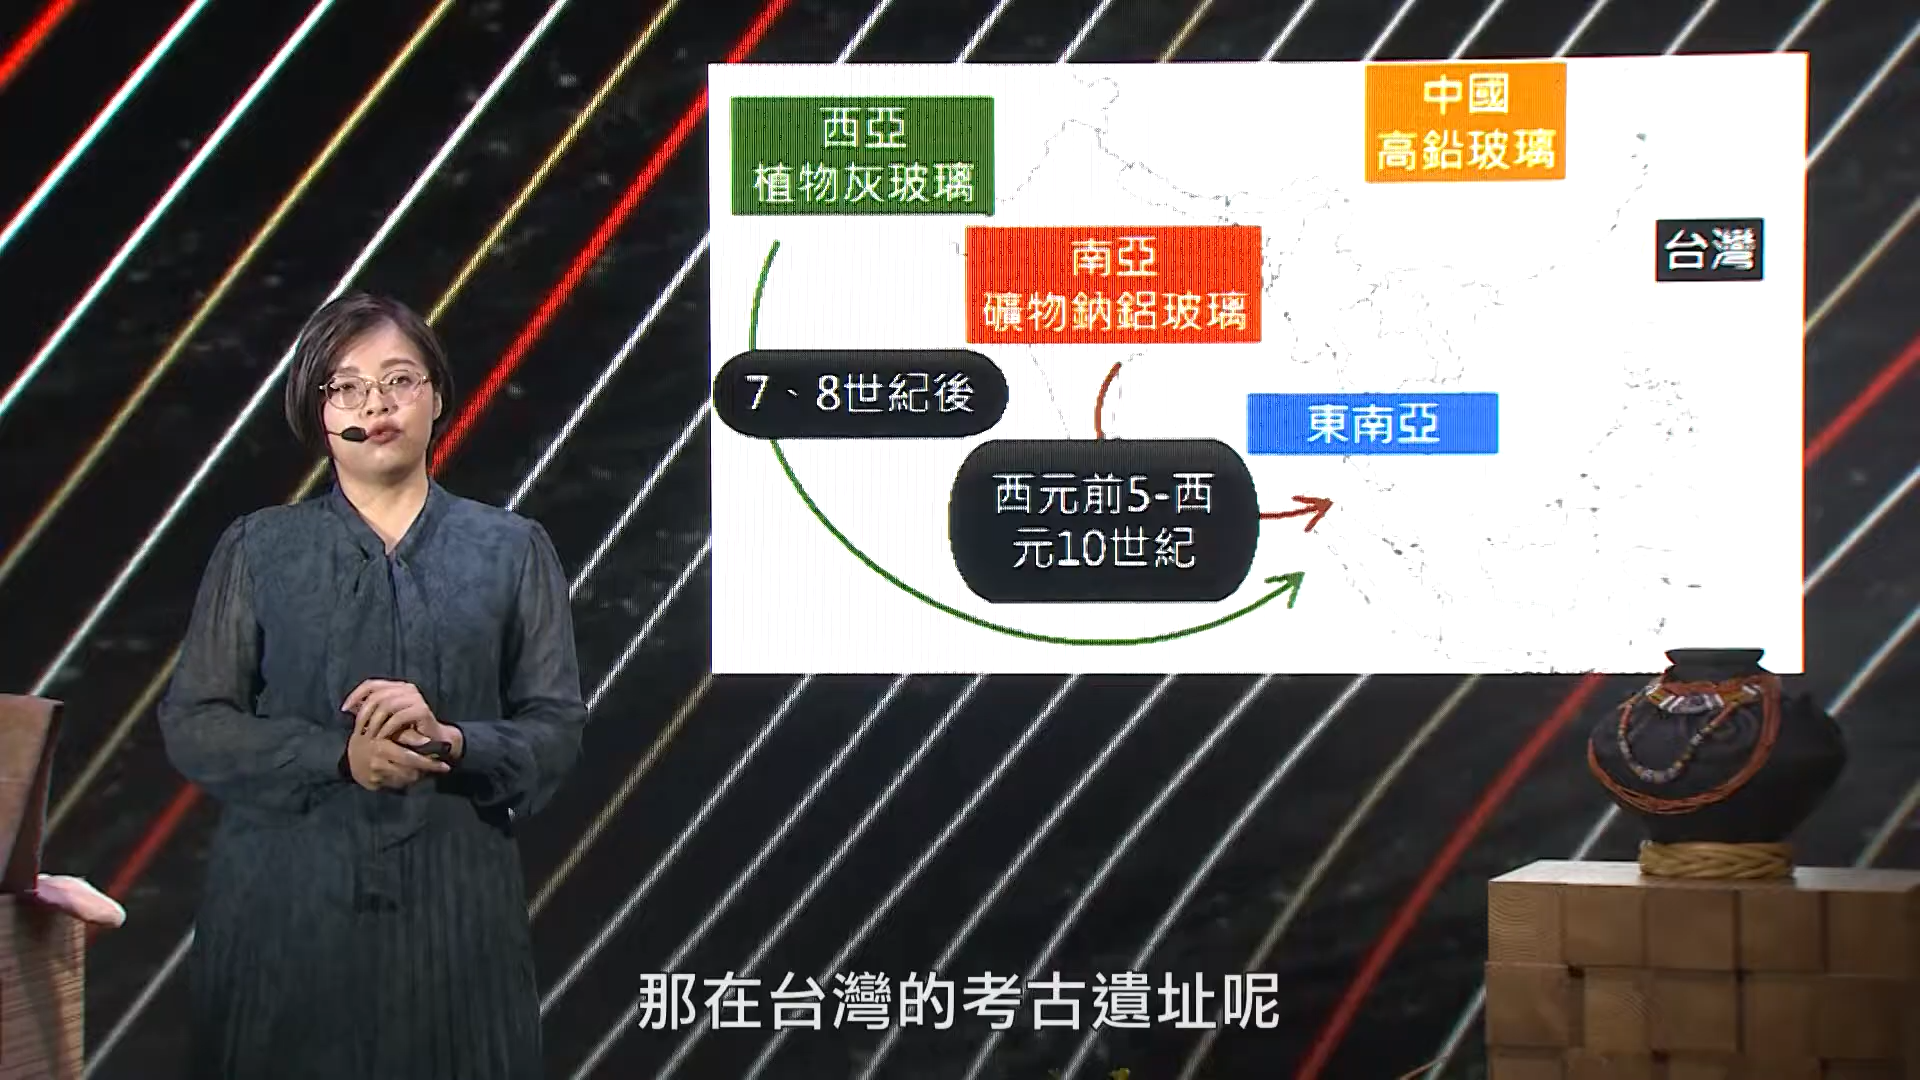 西亞
植物灰玻璃
中國
高鉛玻璃
台灣
南亞
礦物鈉鋁玻璃
7、8世紀後
東南亞
西元前5-西
元10世紀
那在台灣的考古遺址呢